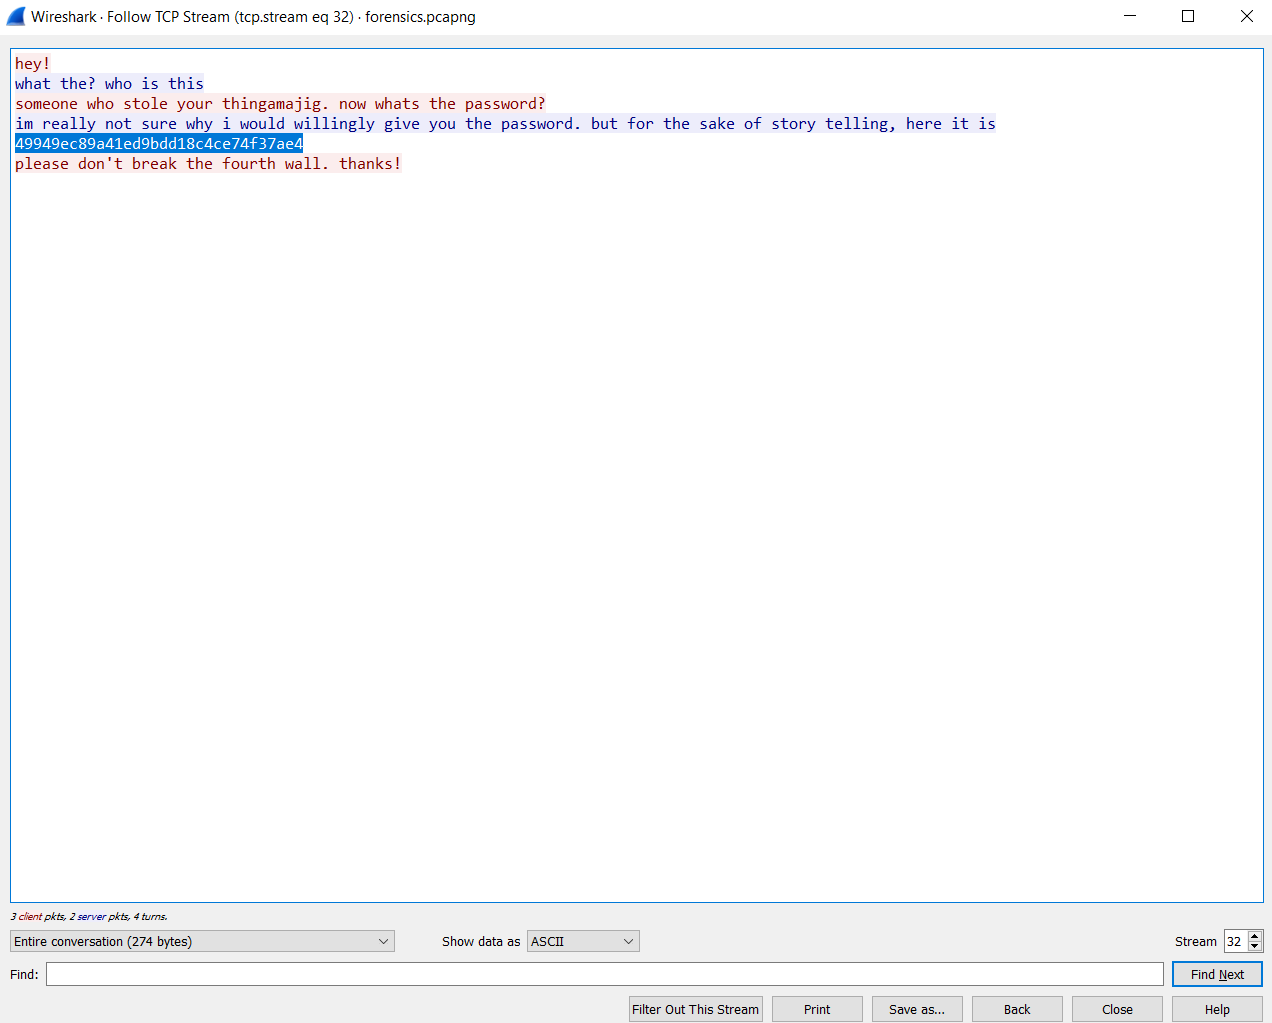 Wireshark · Follow TCP Stream (tcp.stream eq 32) · forensics.pcapng
hey!
what the? who is this
someone who stole your thingamajig. now whats the password?
im really not sure why i would willingly give you the password. but for the sake of story telling, here it is
49949ec89a41ed9bdd18c4ce74f37ae4
please don't break the fourth wall. thanks!
3 client pkts, 2 server pkts, 4 turns.
Entire conversation (274 bytes) Show data as ASCII Stream 32
Find: Find Next
Filter Out This Stream Print Save as... Back Close Help